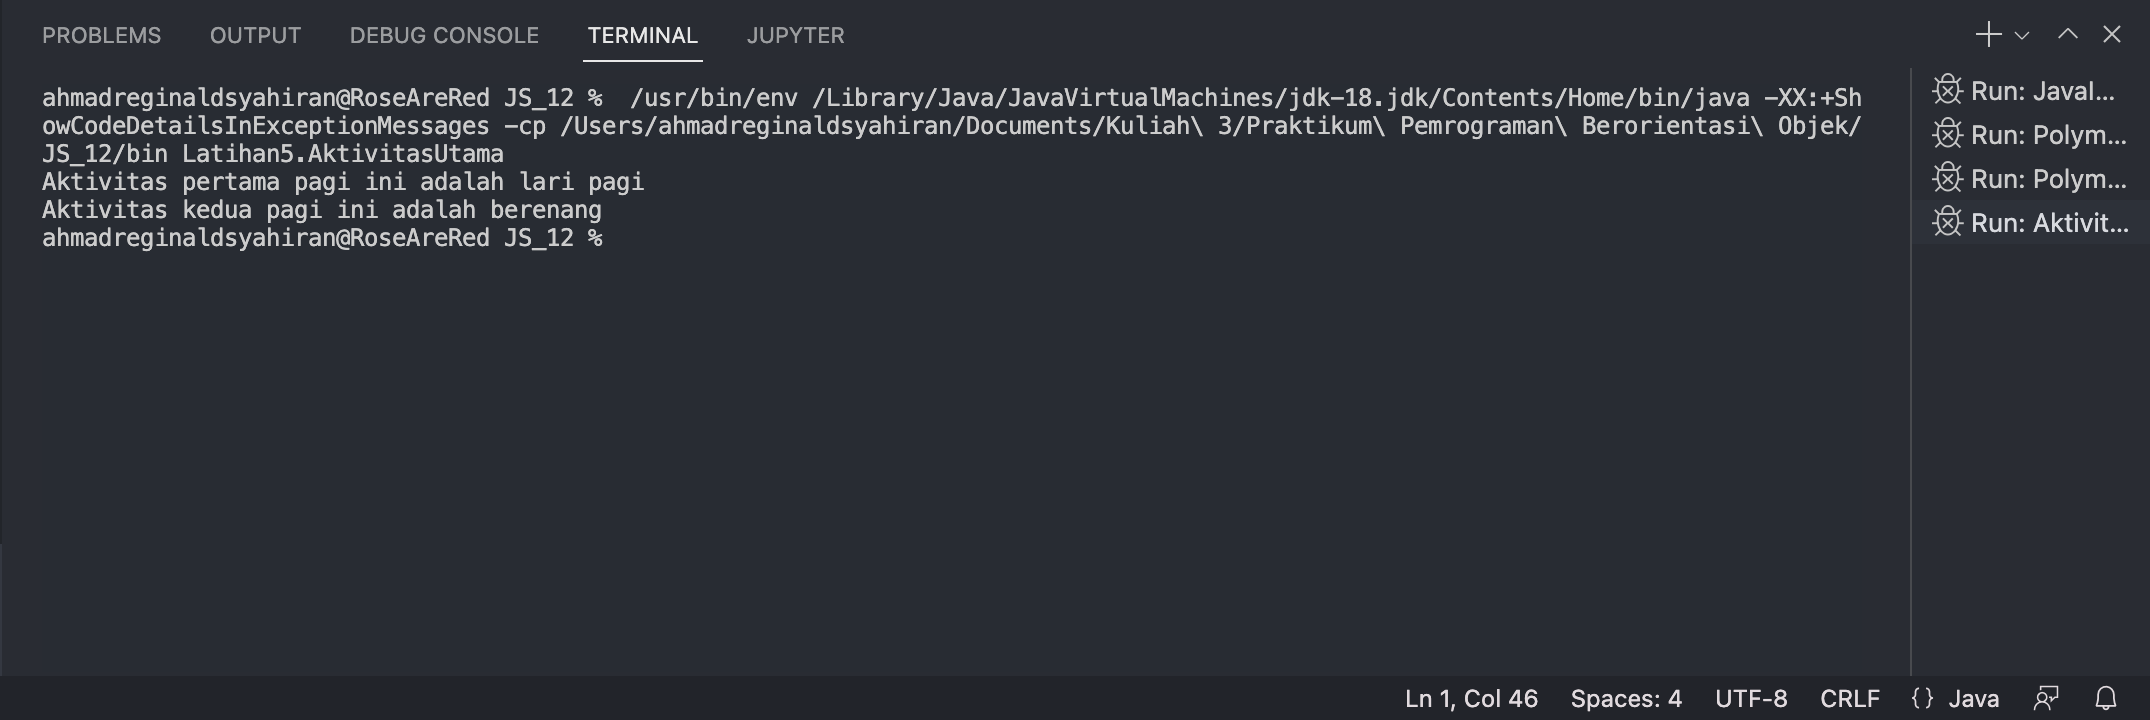 PROBLEMS OUTPUT DEBUG CONSOLE TERMINAL JUPYTER
ahmadreginaldsyahiran@RoseAreRed JS_12 %  /usr/bin/env /Library/Java/JavaVirtualMachines/jdk-18.jdk/Contents/Home/bin/java -XX:+Sh
owCodeDetailsInExceptionMessages -cp /Users/ahmadreginaldsyahiran/Documents/Kuliah\ 3/Praktikum\ Pemrograman\ Berorientasi\ Objek/
JS_12/bin Latihan5.AktivitasUtama
Aktivitas pertama pagi ini adalah lari pagi
Aktivitas kedua pagi ini adalah berenang
ahmadreginaldsyahiran@RoseAreRed JS_12 %
Run: Javal...
Run: Polym...
Run: Polym...
Run: Aktivit...
Ln 1, Col 46 Spaces: 4 UTF-8 CRLF {} Java